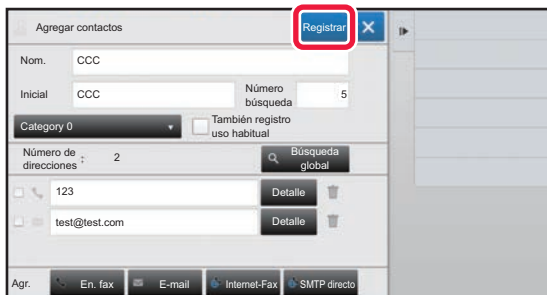 Agregar contactos Registrar
Nom. CCC
Inicial CCC Número búsqueda 5
Category 0 También registro uso habitual
Número de direcciones : 2 Búsqueda global
123 Detalle
test@test.com Detalle
Agr. En. fax E-mail Internet-Fax SMTP directo